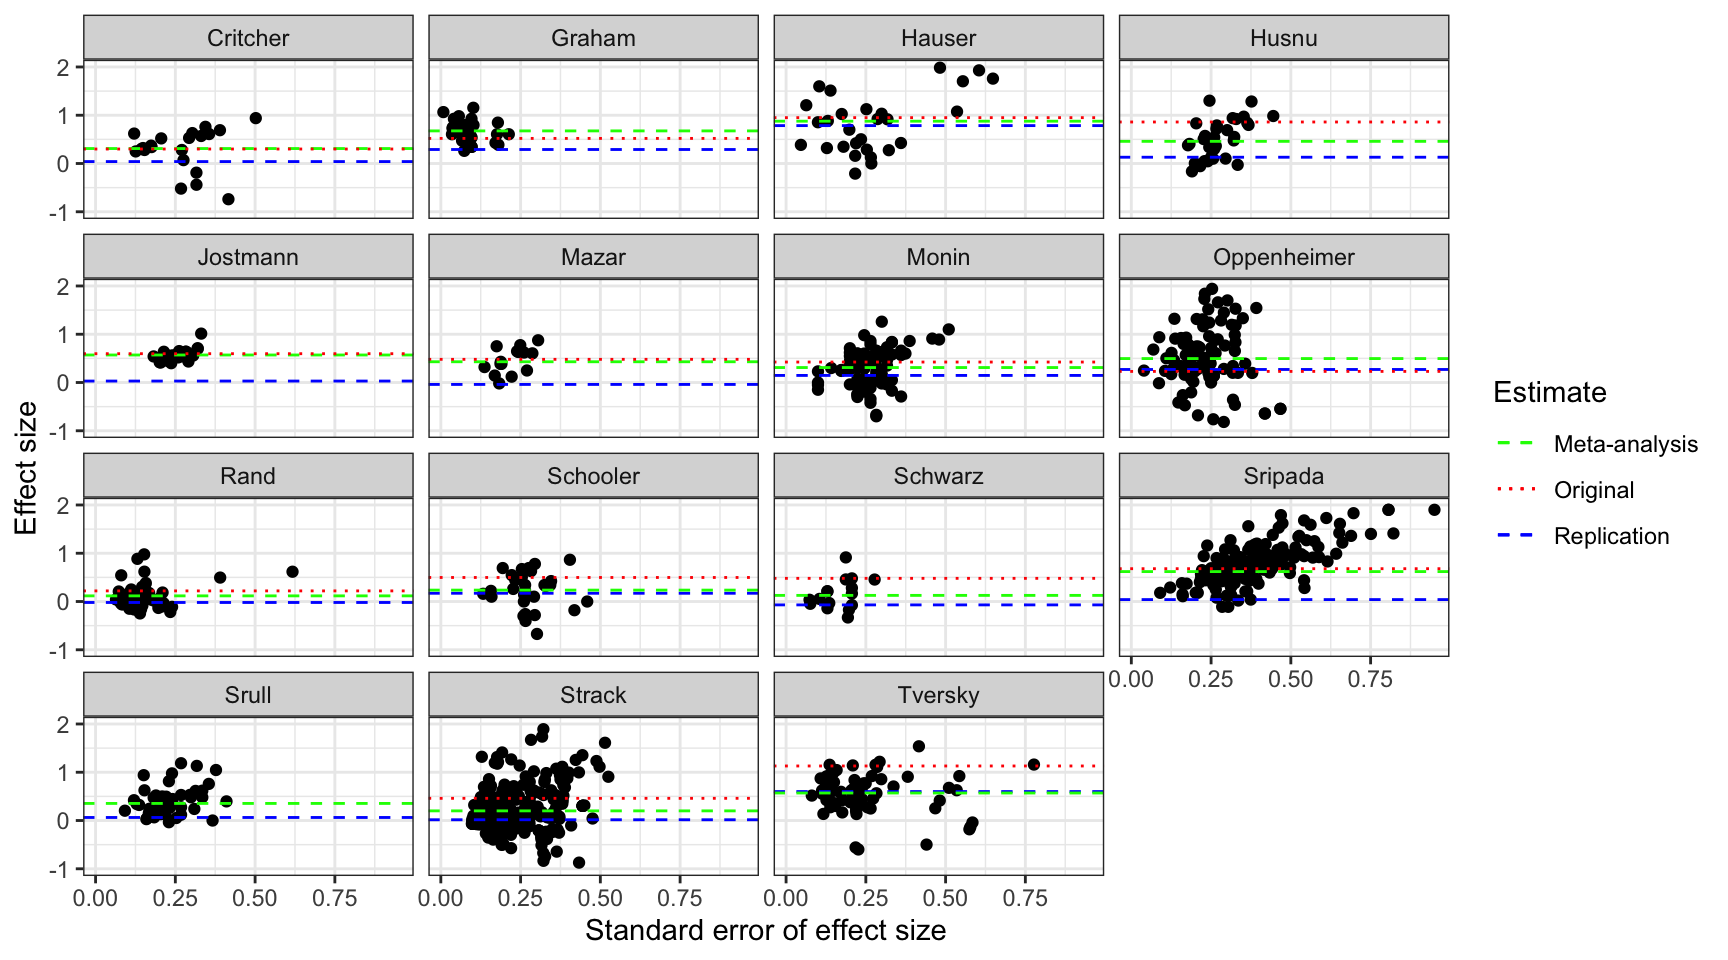 Critcher Graham Hauser Husnu
2
1
0
-1
Jostmann Mazar Monin Oppenheimer
2
1
0
-1
Rand Schooler Schwarz Sripada
2
1
0
-1
0.00 0.25 0.50 0.75
Srull Strack Tversky
2
1
0
-1
0.00 0.25 0.50 0.75 0.00 0.25 0.50 0.75 0.00 0.25 0.50 0.75
Standard error of effect size
Effect size
Estimate
Meta-analysis
Original
Replication